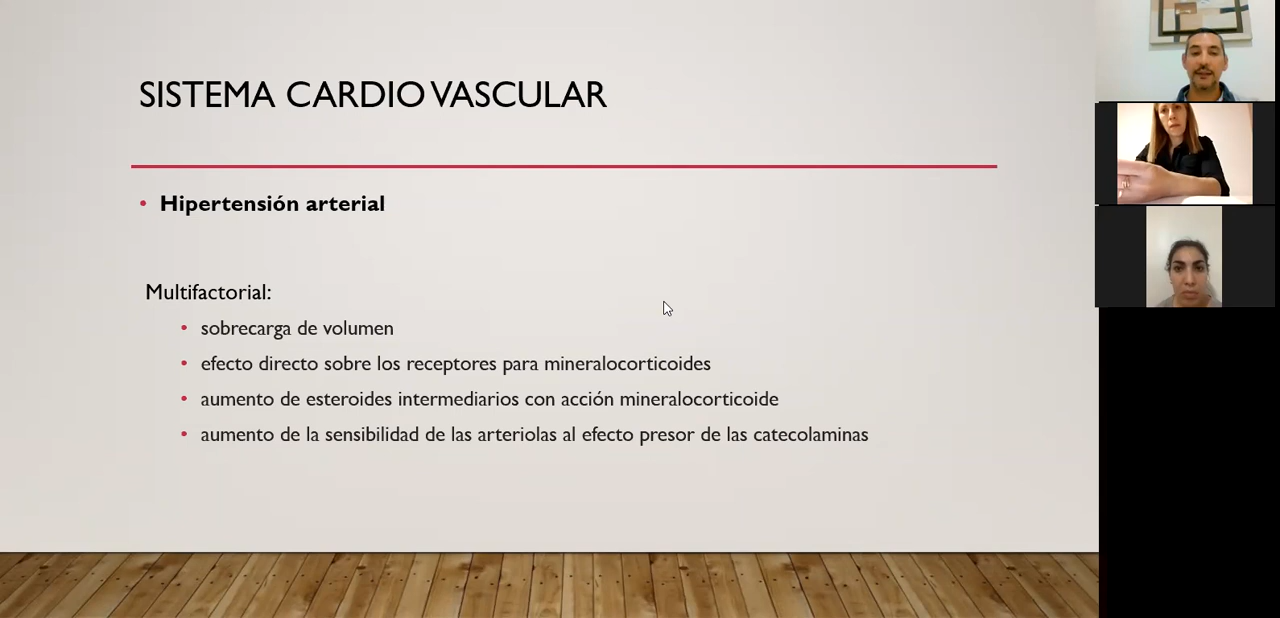 SISTEMA CARDIO VASCULAR
• Hipertensión arterial
Multifactorial:
• sobrecarga de volumen
• efecto directo sobre los receptores para mineralocorticoides
• aumento de esteroides intermediarios con acción mineralocorticoide
• aumento de la sensibilidad de las arteriolas al efecto presor de las catecolaminas